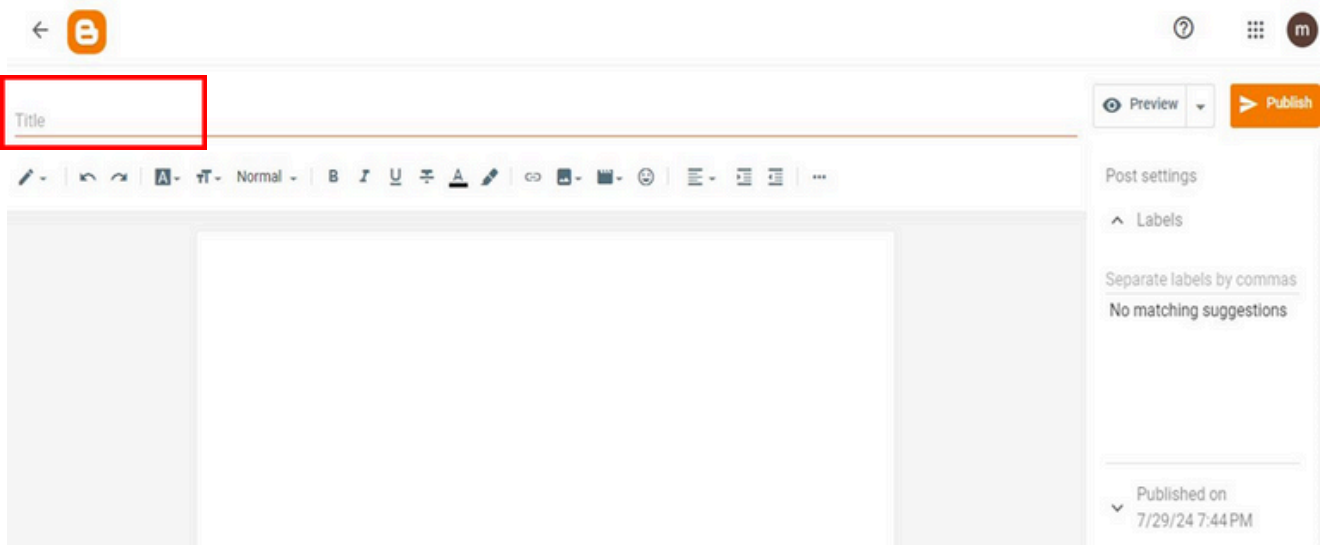 m
Title
Preview
Publish
Normal
B I U A
Post settings
Labels
Separate labels by commas
No matching suggestions
Published on
7/29/24 7:44 PM